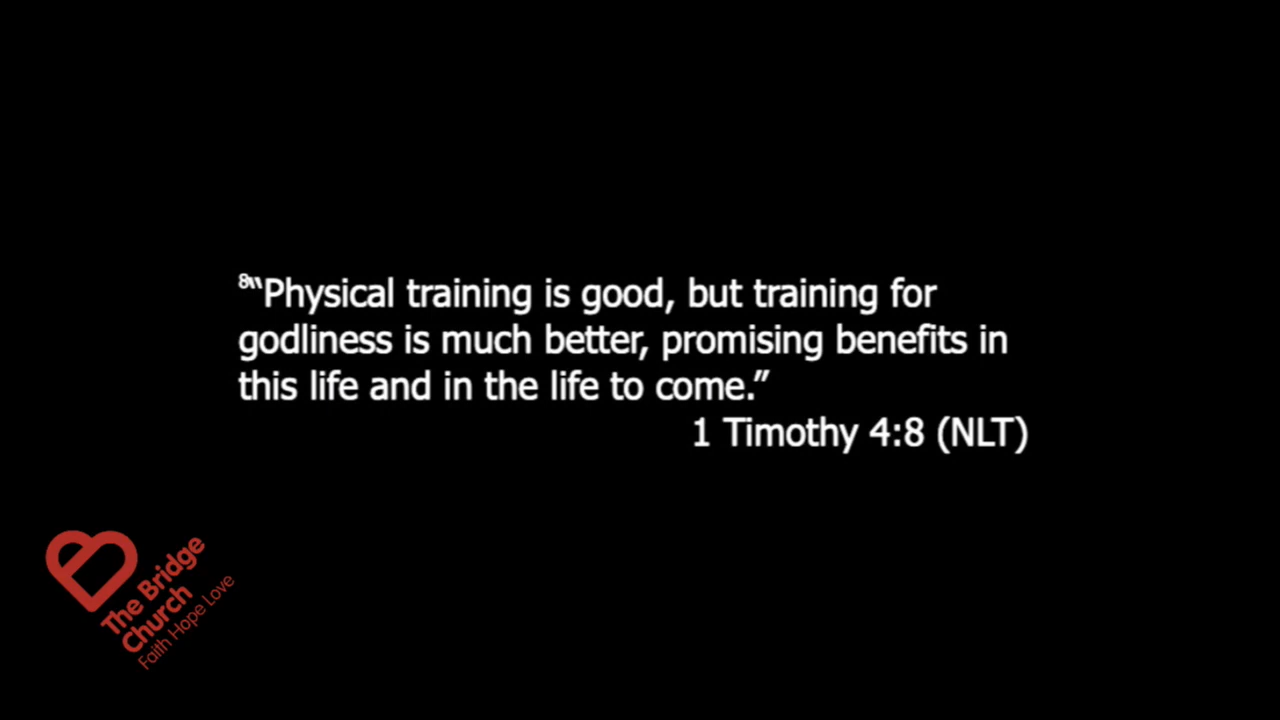 ⁸“Physical training is good, but training for
godliness is much better, promising benefits in
this life and in the life to come.”
1 Timothy 4:8 (NLT)
The Bridge
Church
Faith Hope Love